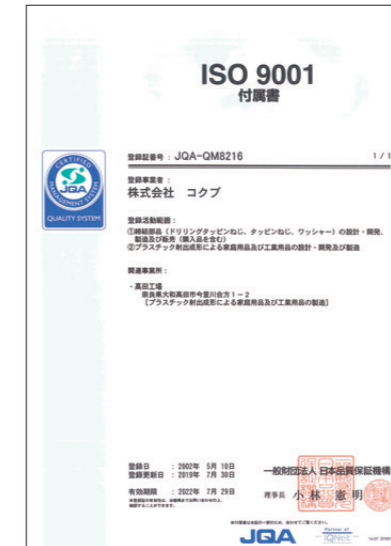 ISO 9001
付属書
CERTIFIED
MANAGEMENT SYSTEM
JQA
QUALITY SYSTEM
登録証番号 : JQA-QM8216
1 / 1
登録事業者 :
株式会社 コクブ
登録活動範囲 :
①締結部品（ドリリングタッピンねじ、タッピンねじ、ワッシャー）の設計・開発、
製造及び販売（購入品を含む）
②プラスチック射出成形による家庭用品及び工業用品の設計・開発及び製造
関連事業所 :
・高田工場
奈良県大和高田市今里川合方1－2
［プラスチック射出成形による家庭用品及び工業用品の製造］
登録日 : 2002年 5月 10日
登録更新日 : 2019年 7月 30日
有効期限 : 2022年 7月 29日
一般財団法人 日本品質保証機構
理事長 小林 憲明
JQA
Partner of
IQNet